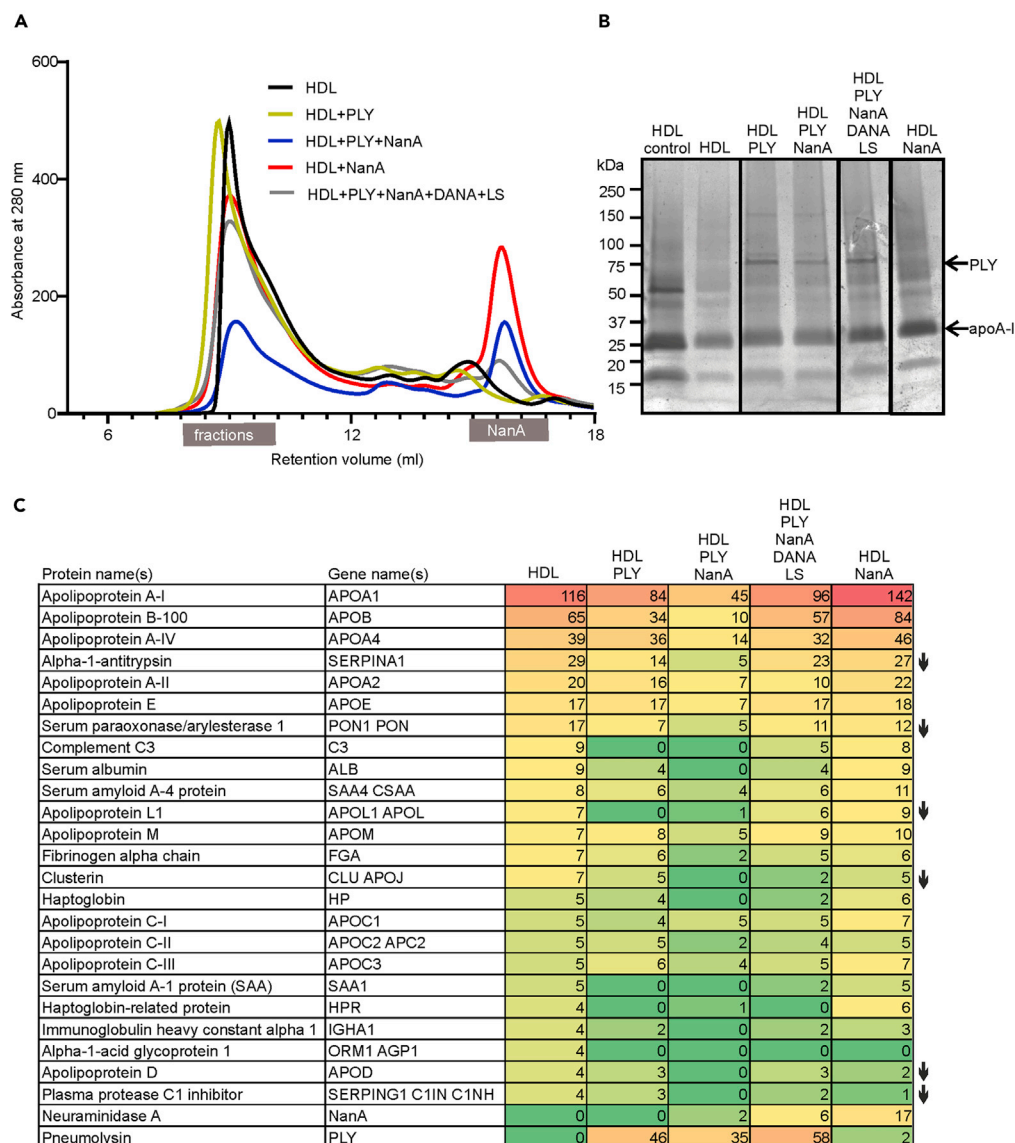 A
600
400
200
0
Absorbance at 280 nm
HDL
HDL+PLY
HDL+PLY+NanA
HDL+NanA
HDL+PLY+NanA+DANA+LS
6
12
18
fractions
NanA
Retention volume (ml)
B
HDL control
HDL
HDL PLY
HDL PLY NanA
HDL PLY NanA DANA LS
HDL NanA
kDa
250
150
100
75
50
37
25
20
15
PLY
apoA-I
C
Protein name(s) Gene name(s) HDL HDL PLY HDL PLY NanA HDL PLY NanA DANA LS HDL NanA
Apolipoprotein A-I APOA1 116 84 45 96 142
Apolipoprotein B-100 APOB 65 34 10 57 84
Apolipoprotein A-IV APOA4 39 36 14 32 46
Alpha-1-antitrypsin SERPINA1 29 14 5 23 27
Apolipoprotein A-II APOA2 20 16 7 10 22
Apolipoprotein E APOE 17 17 7 17 18
Serum paraoxonase/arylesterase 1 PON1 PON 17 7 5 11 12
Complement C3 C3 9 0 0 5 8
Serum albumin ALB 9 4 0 4 9
Serum amyloid A-4 protein SAA4 CSAA 8 6 4 6 11
Apolipoprotein L1 APOL1 APOL 7 0 1 6 9
Apolipoprotein M APOM 7 8 5 9 10
Fibrinogen alpha chain FGA 7 6 2 5 6
Clusterin CLU APOJ 7 5 0 2 5
Haptoglobin HP 5 4 0 2 6
Apolipoprotein C-I APOC1 5 4 5 5 7
Apolipoprotein C-II APOC2 APC2 5 5 2 4 5
Apolipoprotein C-III APOC3 5 6 4 5 7
Serum amyloid A-1 protein (SAA) SAA1 5 0 0 2 5
Haptoglobin-related protein HPR 4 0 1 0 6
Immunoglobulin heavy constant alpha 1 IGHA1 4 2 0 2 3
Alpha-1-acid glycoprotein 1 ORM1 AGP1 4 0 0 0 0
Apolipoprotein D APOD 4 3 0 3 2
Plasma protease C1 inhibitor SERPING1 C1IN C1NH 4 3 0 2 1
Neuraminidase A NanA 0 0 2 6 17
Pneumolysin PLY 0 46 35 58 2